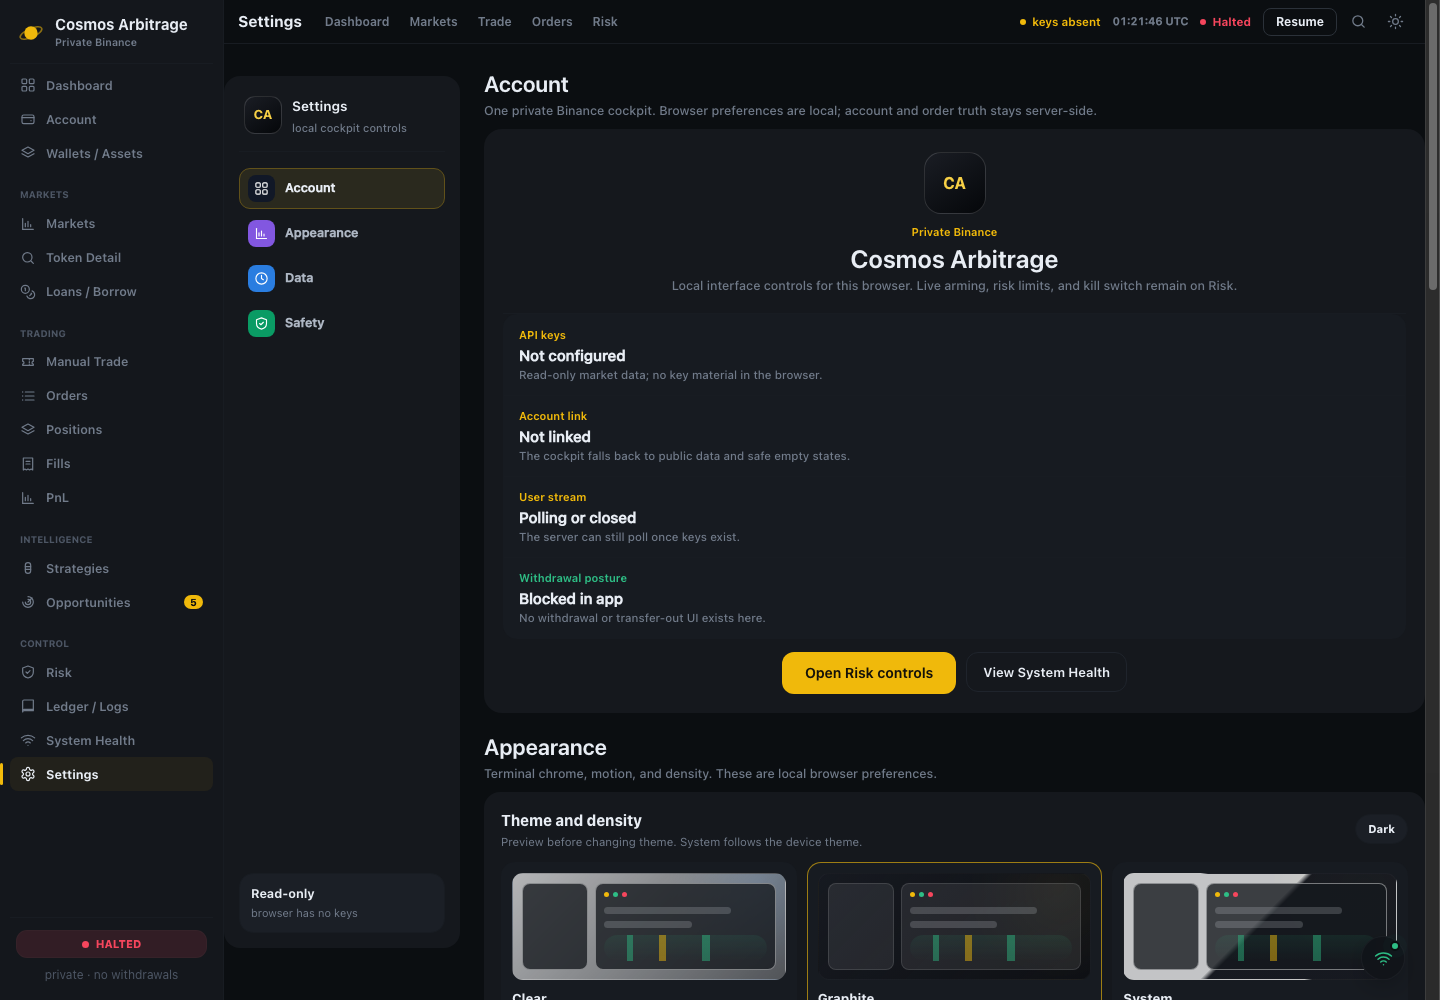 Cosmos Arbitrage
Private Binance
Dashboard
Account
Wallets / Assets
MARKETS
Markets
Token Detail
Loans / Borrow
TRADING
Manual Trade
Orders
Positions
Fills
PnL
INTELLIGENCE
Strategies
Opportunities 5
CONTROL
Risk
Ledger / Logs
System Health
Settings
HALTED
private · no withdrawals
Settings Dashboard Markets Trade Orders Risk keys absent 01:21:46 UTC Halted Resume
CA
Settings
local cockpit controls
Account
Appearance
Data
Safety
Read-only
browser has no keys
Account
One private Binance cockpit. Browser preferences are local; account and order truth stays server-side.
CA
Private Binance
Cosmos Arbitrage
Local interface controls for this browser. Live arming, risk limits, and kill switch remain on Risk.
API keys
Not configured
Read-only market data; no key material in the browser.
Account link
Not linked
The cockpit falls back to public data and safe empty states.
User stream
Polling or closed
The server can still poll once keys exist.
Withdrawal posture
Blocked in app
No withdrawal or transfer-out UI exists here.
Open Risk controls View System Health
Appearance
Terminal chrome, motion, and density. These are local browser preferences.
Theme and density
Preview before changing theme. System follows the device theme.
Dark
Clear Graphite System